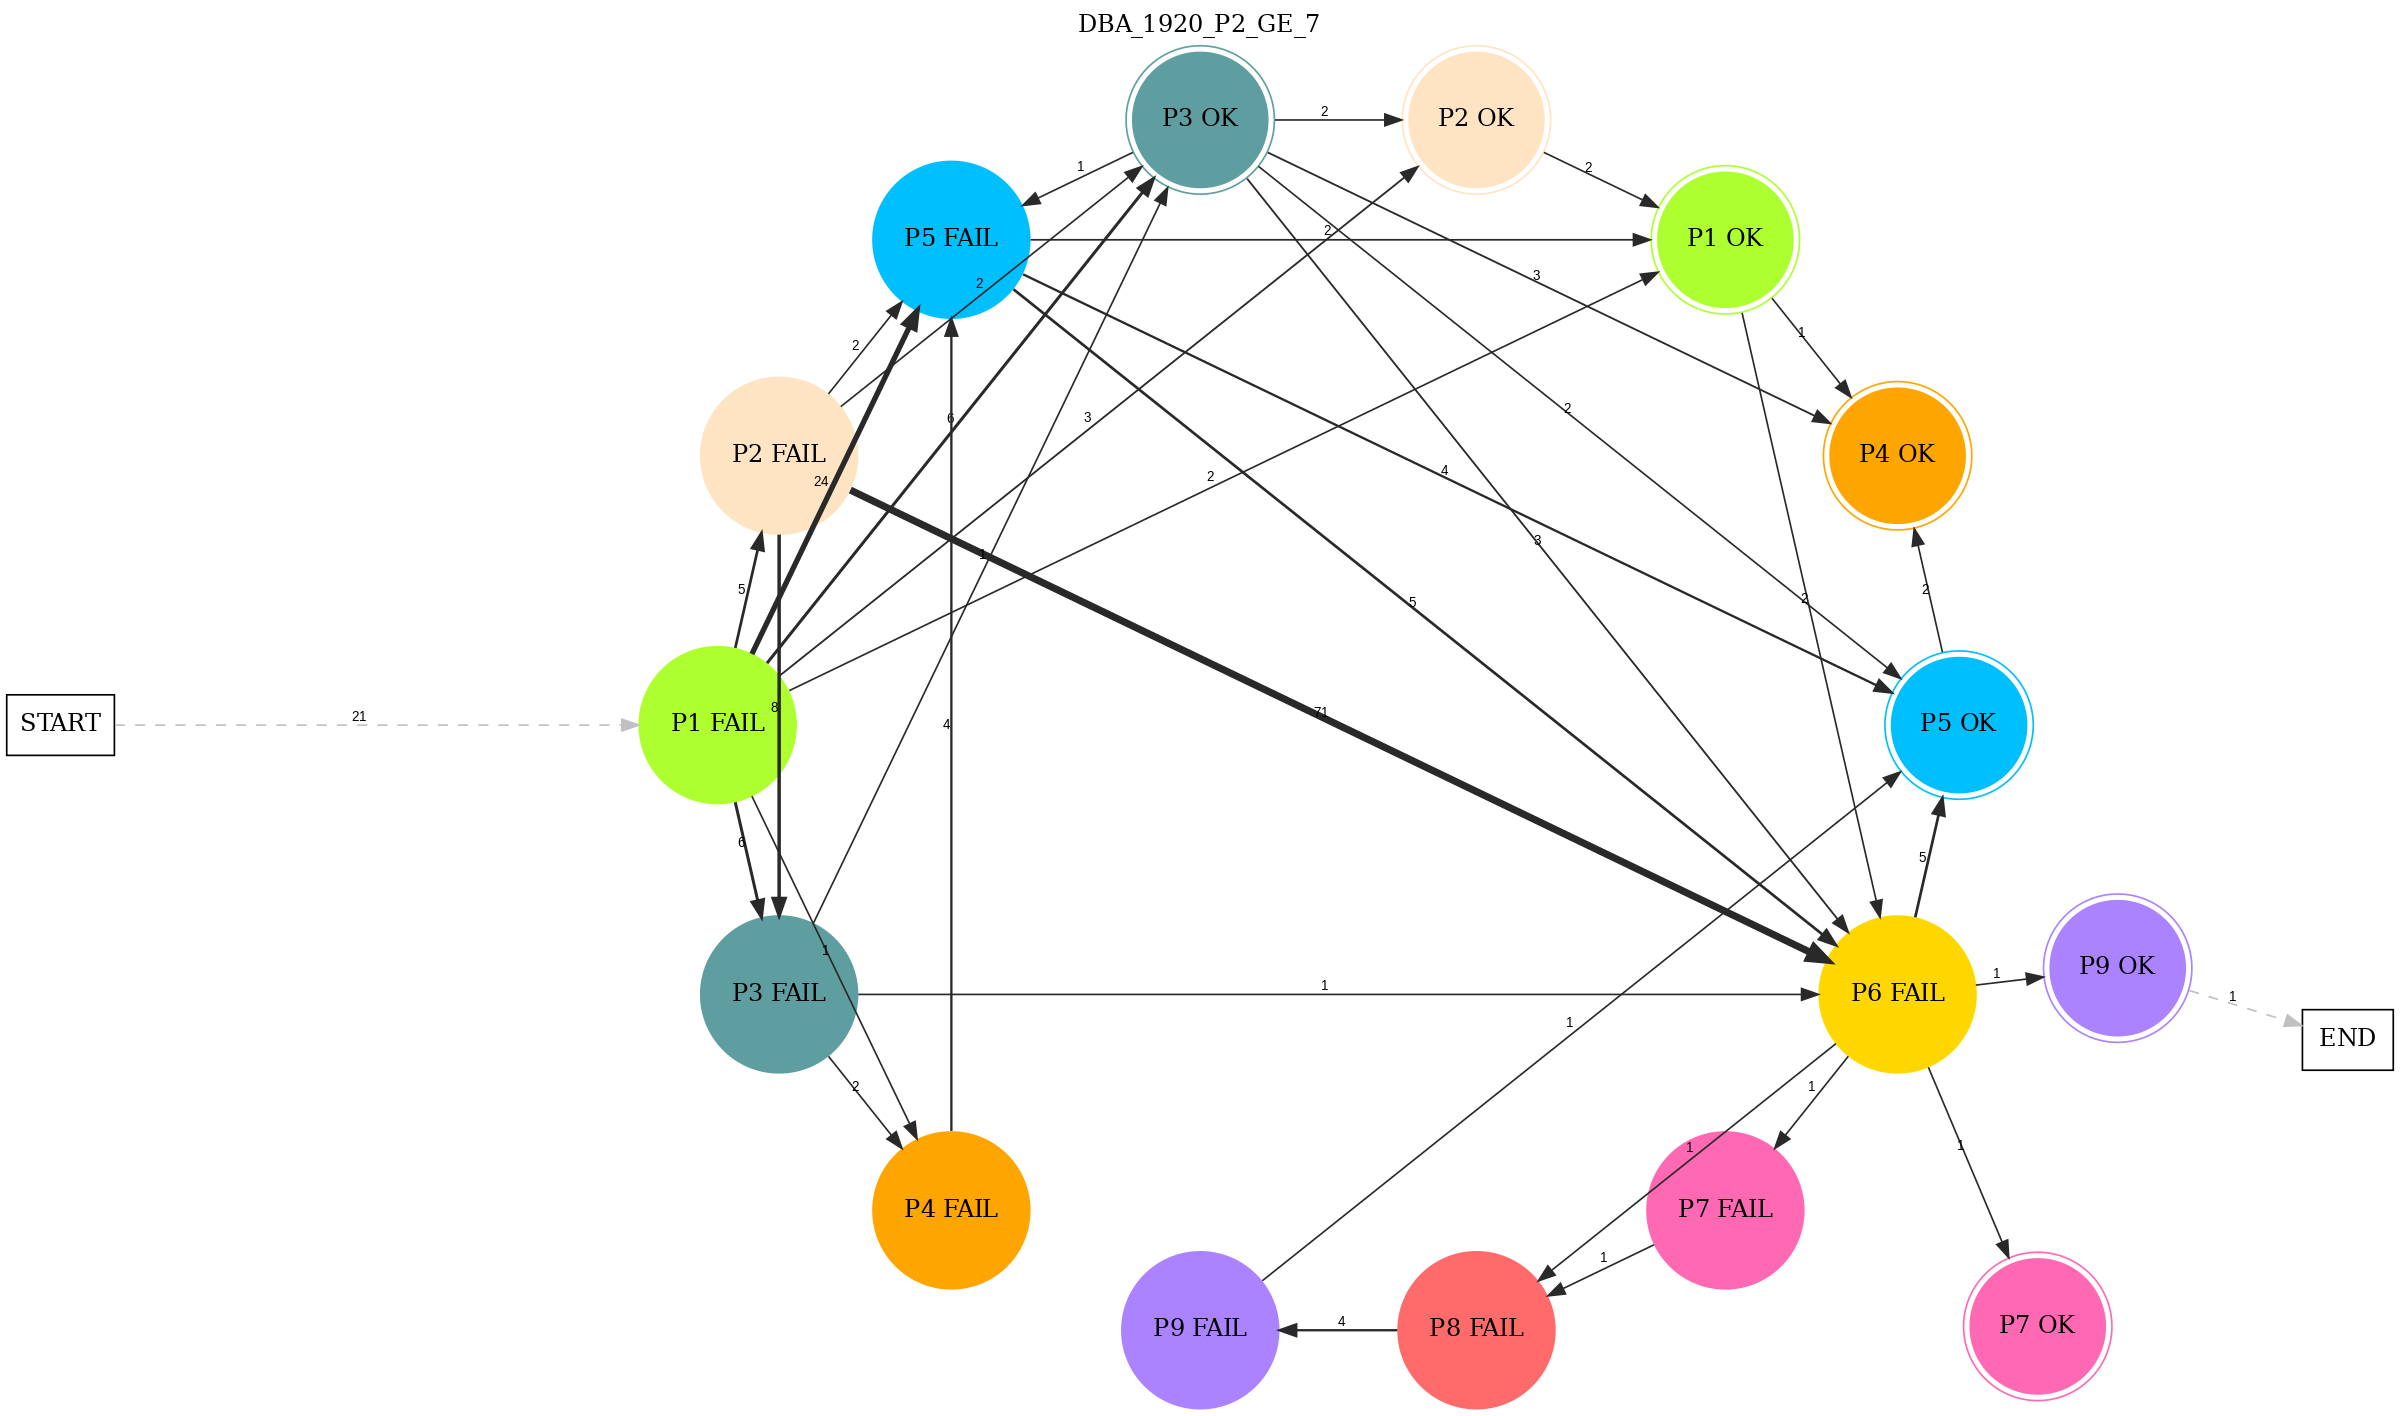 DBA_1920_P2_GE_7
P3 OK
2
P2 OK
1
2
P5 FAIL
2
P1 OK
2
3
1
2
6
3
2
P4 OK
P2 FAIL
24
2
4
5
1
3
5
2
2
START
21
P1 FAIL
8
4
71
P5 OK
6
5
1
P3 FAIL
1
P6 FAIL
1
P9 OK
1
END
1
2
1
1
1
P4 FAIL
P7 FAIL
1
P9 FAIL
4
P8 FAIL
P7 OK